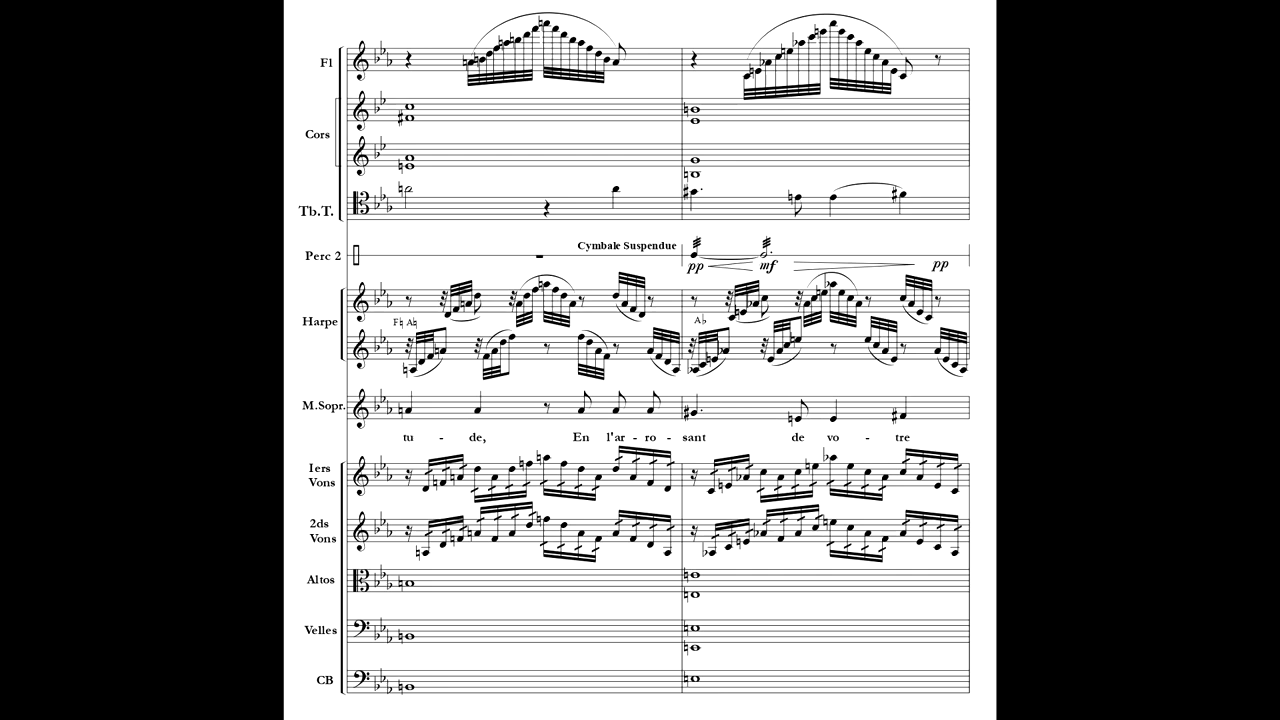 Fl
Cors
Tb.T.
Cymbale Suspendue
Perc 2
pp mf pp
Harpe
F♮ A♮ A♭
M.Sopr.
tu - de, En l'ar - ro - sant de vo - tre
Iers
Vons
2ds
Vons
Altos
Velles
CB